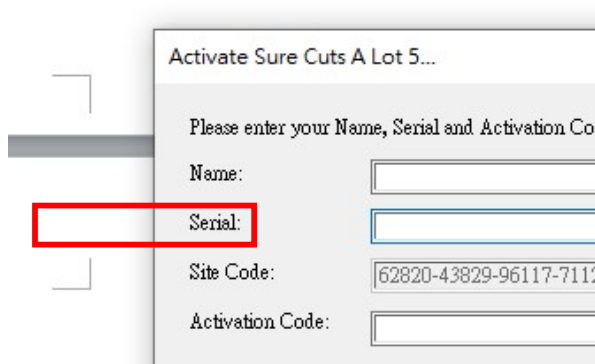 Activate Sure Cuts A Lot 5...
Please enter your Name, Serial and Activation Co
Name:
Serial:
Site Code:
62820-43829-96117-7112
Activation Code: